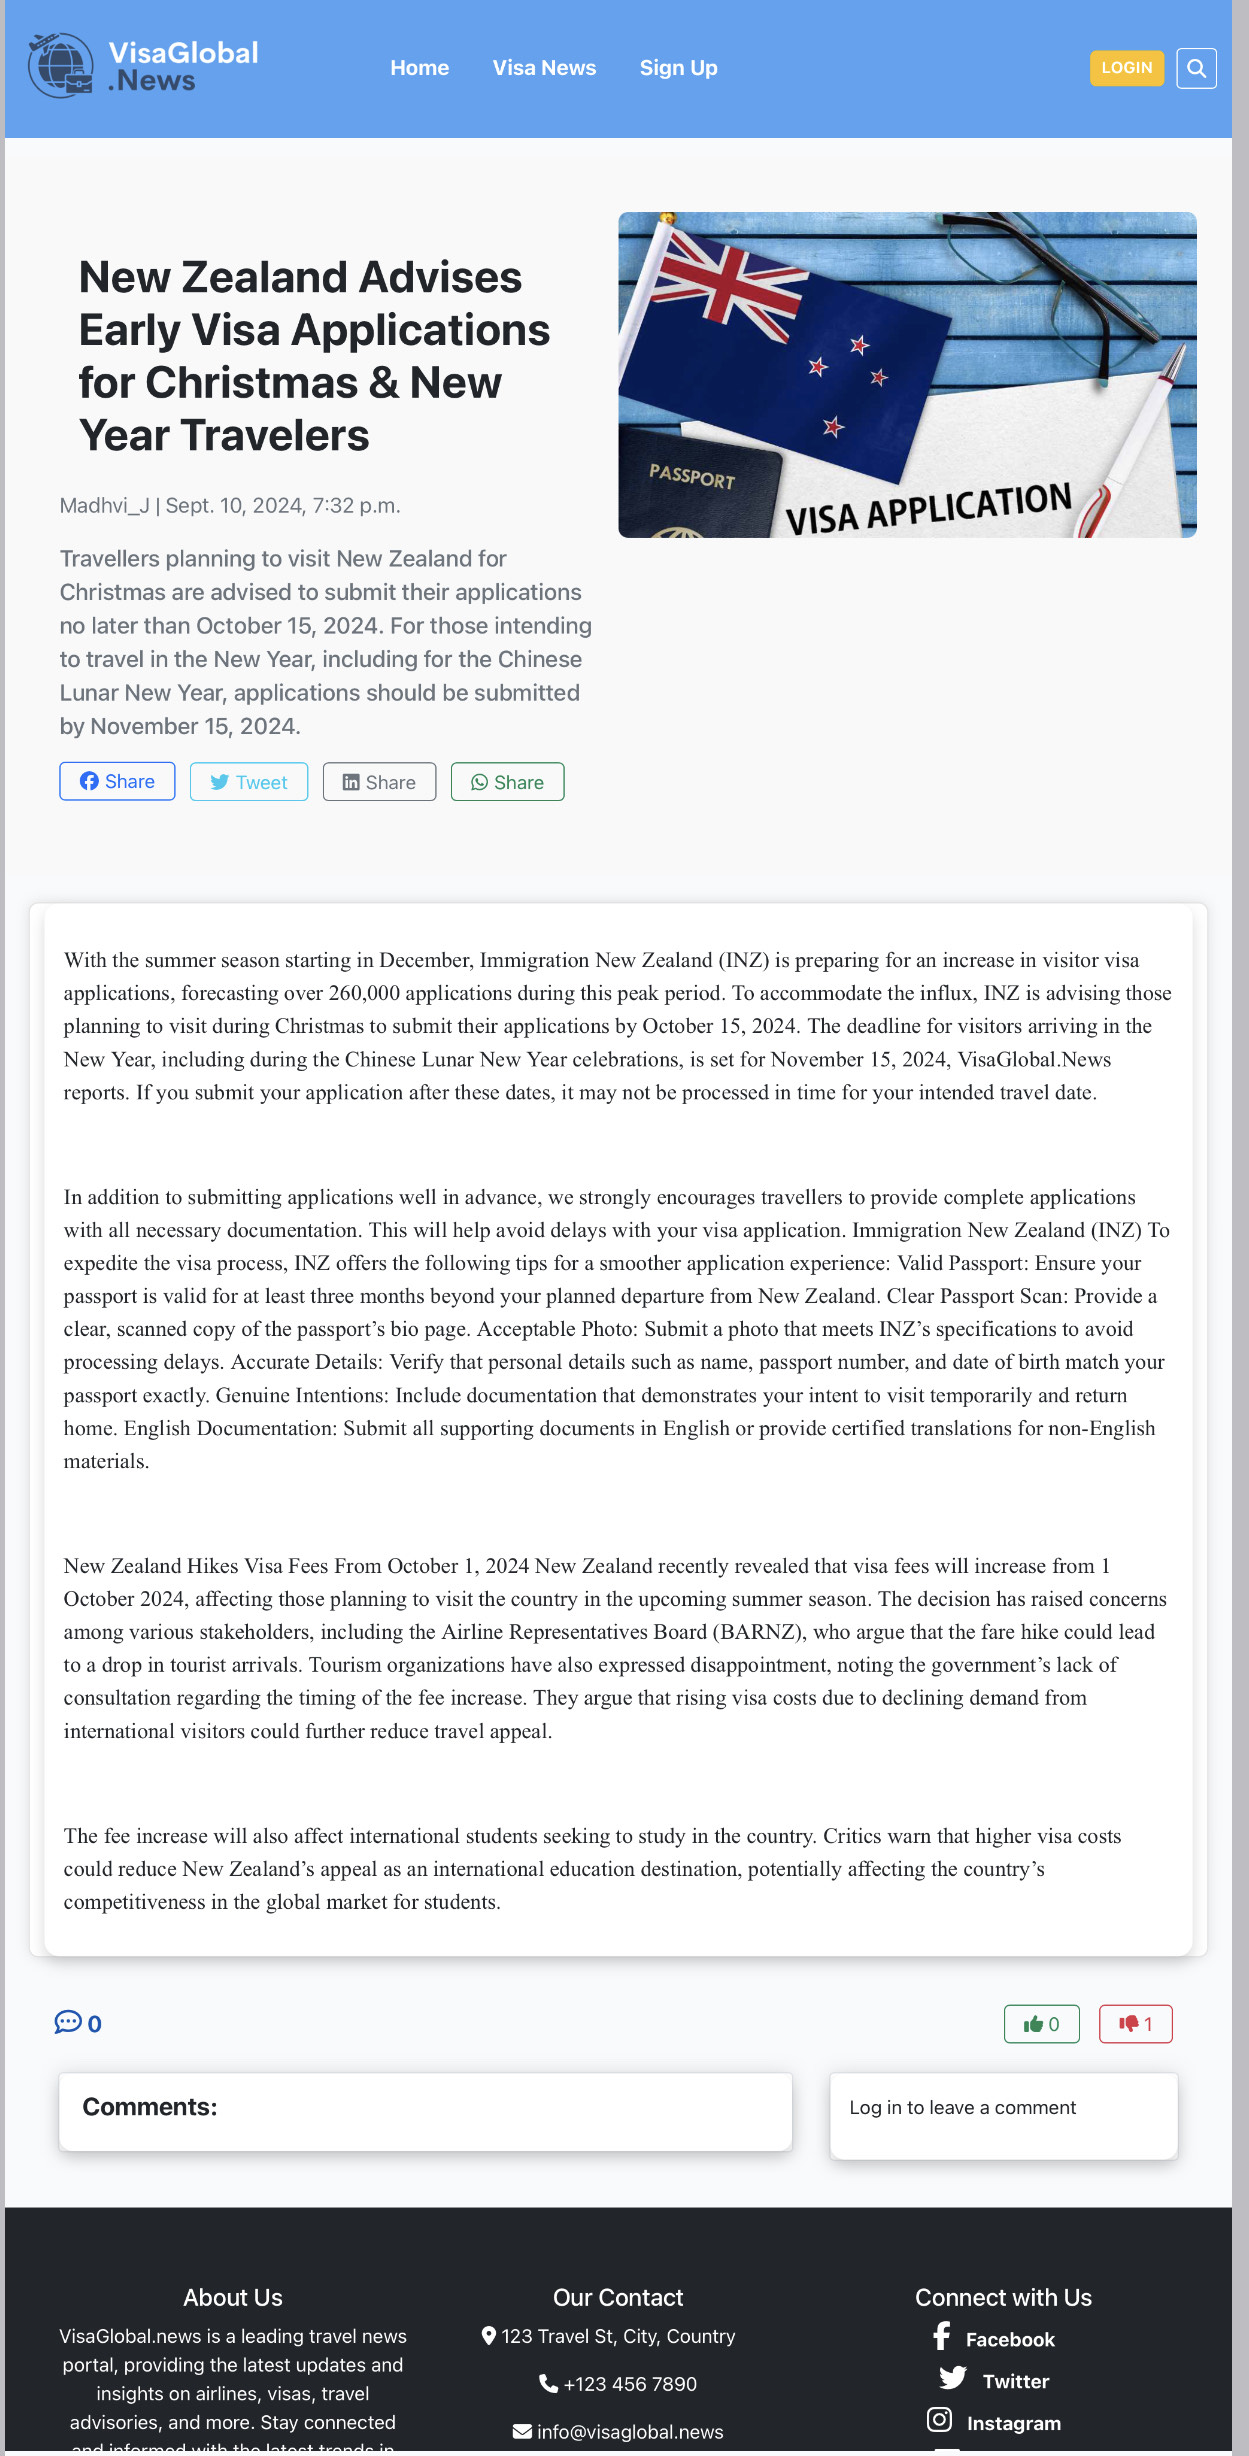 VisaGlobal
.News
Home
Visa News
Sign Up
LOGIN
New Zealand Advises
Early Visa Applications
for Christmas & New
Year Travelers
PASSPORT
VISA APPLICATION
Madhvi_J | Sept. 10, 2024, 7:32 p.m.
Travellers planning to visit New Zealand for
Christmas are advised to submit their applications
no later than October 15, 2024. For those intending
to travel in the New Year, including for the Chinese
Lunar New Year, applications should be submitted
by November 15, 2024.
Share
Tweet
Share
Share
With the summer season starting in December, Immigration New Zealand (INZ) is preparing for an increase in visitor visa
applications, forecasting over 260,000 applications during this peak period. To accommodate the influx, INZ is advising those
planning to visit during Christmas to submit their applications by October 15, 2024. The deadline for visitors arriving in the
New Year, including during the Chinese Lunar New Year celebrations, is set for November 15, 2024, VisaGlobal.News
reports. If you submit your application after these dates, it may not be processed in time for your intended travel date.
In addition to submitting applications well in advance, we strongly encourages travellers to provide complete applications
with all necessary documentation. This will help avoid delays with your visa application. Immigration New Zealand (INZ) To
expedite the visa process, INZ offers the following tips for a smoother application experience: Valid Passport: Ensure your
passport is valid for at least three months beyond your planned departure from New Zealand. Clear Passport Scan: Provide a
clear, scanned copy of the passport’s bio page. Acceptable Photo: Submit a photo that meets INZ’s specifications to avoid
processing delays. Accurate Details: Verify that personal details such as name, passport number, and date of birth match your
passport exactly. Genuine Intentions: Include documentation that demonstrates your intent to visit temporarily and return
home. English Documentation: Submit all supporting documents in English or provide certified translations for non-English
materials.
New Zealand Hikes Visa Fees From October 1, 2024 New Zealand recently revealed that visa fees will increase from 1
October 2024, affecting those planning to visit the country in the upcoming summer season. The decision has raised concerns
among various stakeholders, including the Airline Representatives Board (BARNZ), who argue that the fare hike could lead
to a drop in tourist arrivals. Tourism organizations have also expressed disappointment, noting the government’s lack of
consultation regarding the timing of the fee increase. They argue that rising visa costs due to declining demand from
international visitors could further reduce travel appeal.
The fee increase will also affect international students seeking to study in the country. Critics warn that higher visa costs
could reduce New Zealand’s appeal as an international education destination, potentially affecting the country’s
competitiveness in the global market for students.
0
0
1
Comments:
Log in to leave a comment
About Us
VisaGlobal.news is a leading travel news
portal, providing the latest updates and
insights on airlines, visas, travel
advisories, and more. Stay connected
and informed with the latest trends in
Our Contact
123 Travel St, City, Country
+123 456 7890
info@visaglobal.news
Connect with Us
Facebook
Twitter
Instagram